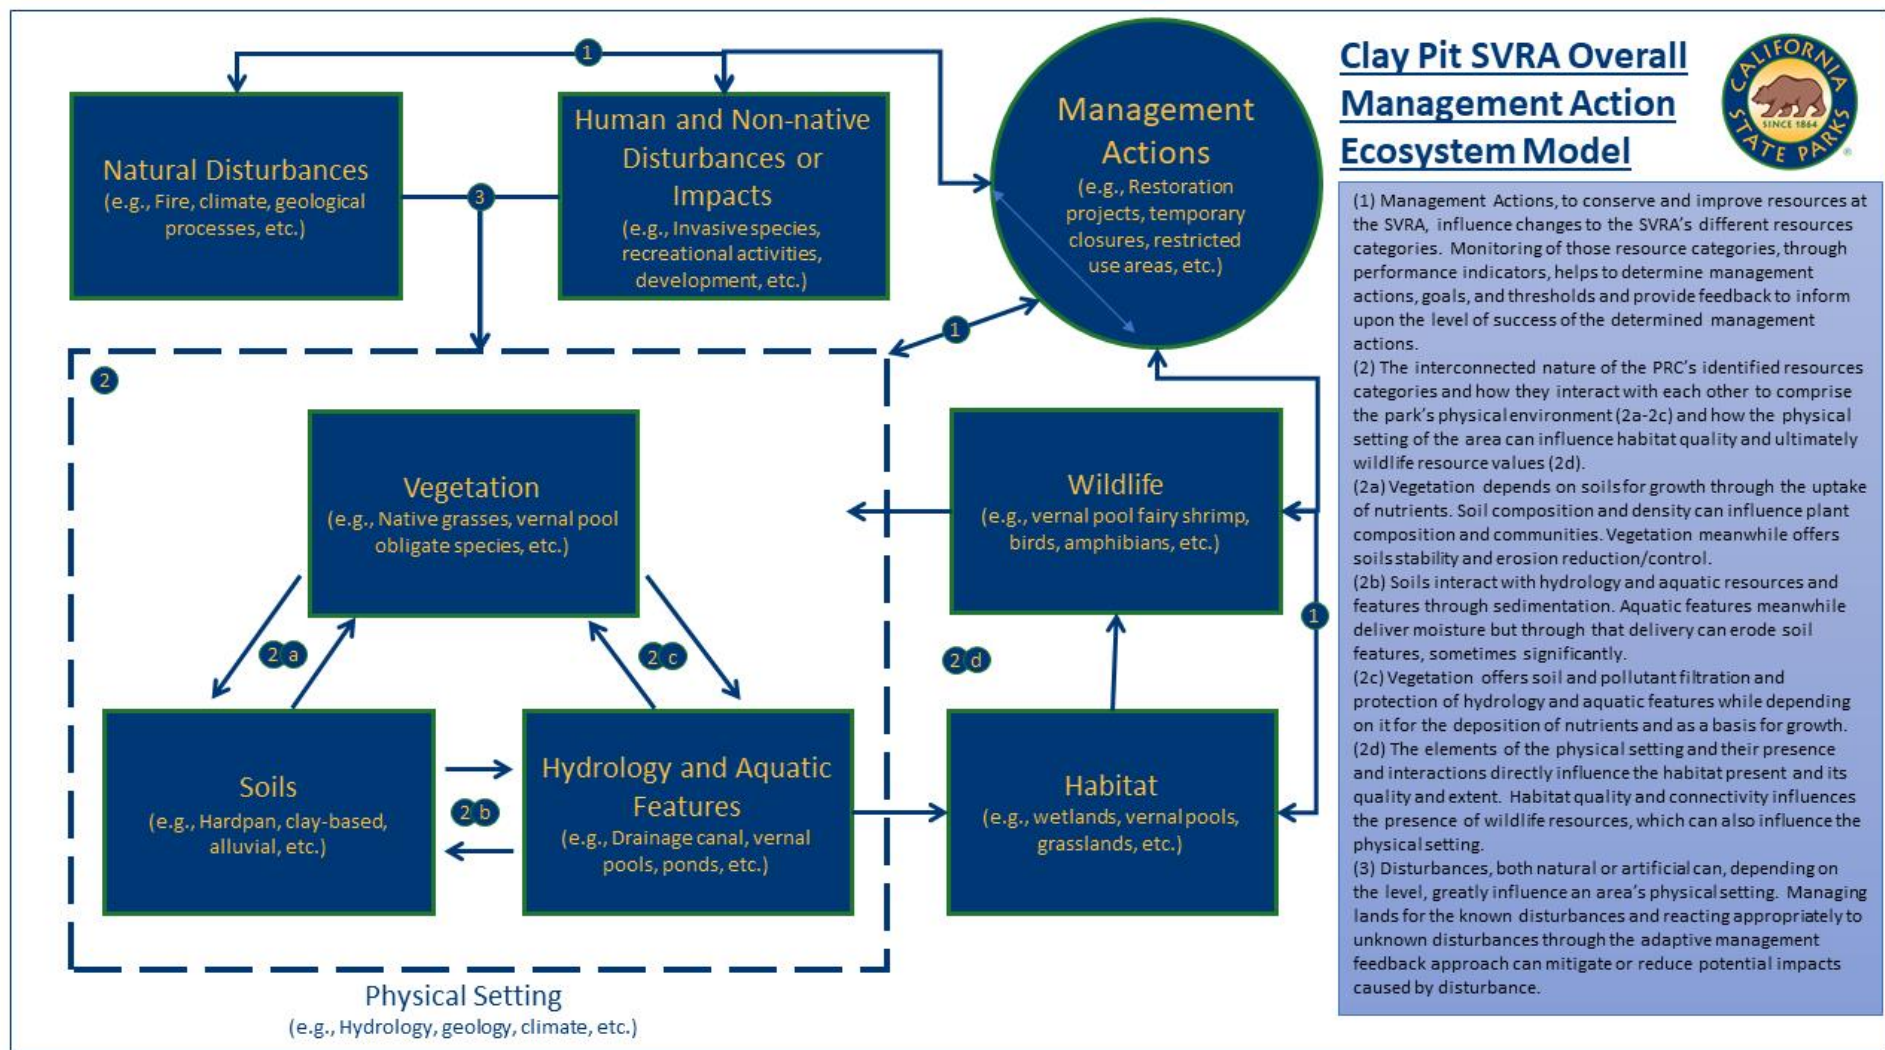 Clay Pit SVRA Overall
Management Action
Ecosystem Model
CALIFORNIA
SINCE 1864
STATE PARKS
®
1
Natural Disturbances
(e.g., Fire, climate, geological
processes, etc.)
3
Human and Non-native
Disturbances or
Impacts
(e.g., Invasive species,
recreational activities,
development, etc.)
Management
Actions
(e.g., Restoration
projects, temporary
closures, restricted
use areas, etc.)
1
2
Vegetation
(e.g., Native grasses, vernal pool
obligate species, etc.)
2a
2c
Soils
(e.g., Hardpan, clay-based,
alluvial, etc.)
2b
Hydrology and Aquatic
Features
(e.g., Drainage canal, vernal
pools, ponds, etc.)
Physical Setting
(e.g., Hydrology, geology, climate, etc.)
Wildlife
(e.g., vernal pool fairy shrimp,
birds, amphibians, etc.)
2d
1
Habitat
(e.g., wetlands, vernal pools,
grasslands, etc.)
(1) Management Actions, to conserve and improve resources at
the SVRA, influence changes to the SVRA's different resources
categories. Monitoring of those resource categories, through
performance indicators, helps to determine management
actions, goals, and thresholds and provide feedback to inform
upon the level of success of the determined management
actions.
(2) The interconnected nature of the PRC's identified resources
categories and how they interact with each other to comprise
the park's physical environment (2a-2c) and how the physical
setting of the area can influence habitat quality and ultimately
wildlife resource values (2d).
(2a) Vegetation depends on soils for growth through the uptake
of nutrients. Soil composition and density can influence plant
composition and communities. Vegetation meanwhile offers
soils stability and erosion reduction/control.
(2b) Soils interact with hydrology and aquatic resources and
features through sedimentation. Aquatic features meanwhile
deliver moisture but through that delivery can erode soil
features, sometimes significantly.
(2c) Vegetation offers soil and pollutant filtration and
protection of hydrology and aquatic features while depending
on it for the deposition of nutrients and as a basis for growth.
(2d) The elements of the physical setting and their presence
and interactions directly influence the habitat present and its
quality and extent. Habitat quality and connectivity influences
the presence of wildlife resources, which can also influence the
physical setting.
(3) Disturbances, both natural or artificial can, depending on
the level, greatly influence an area's physical setting. Managing
lands for the known disturbances and reacting appropriately to
unknown disturbances through the adaptive management
feedback approach can mitigate or reduce potential impacts
caused by disturbance.